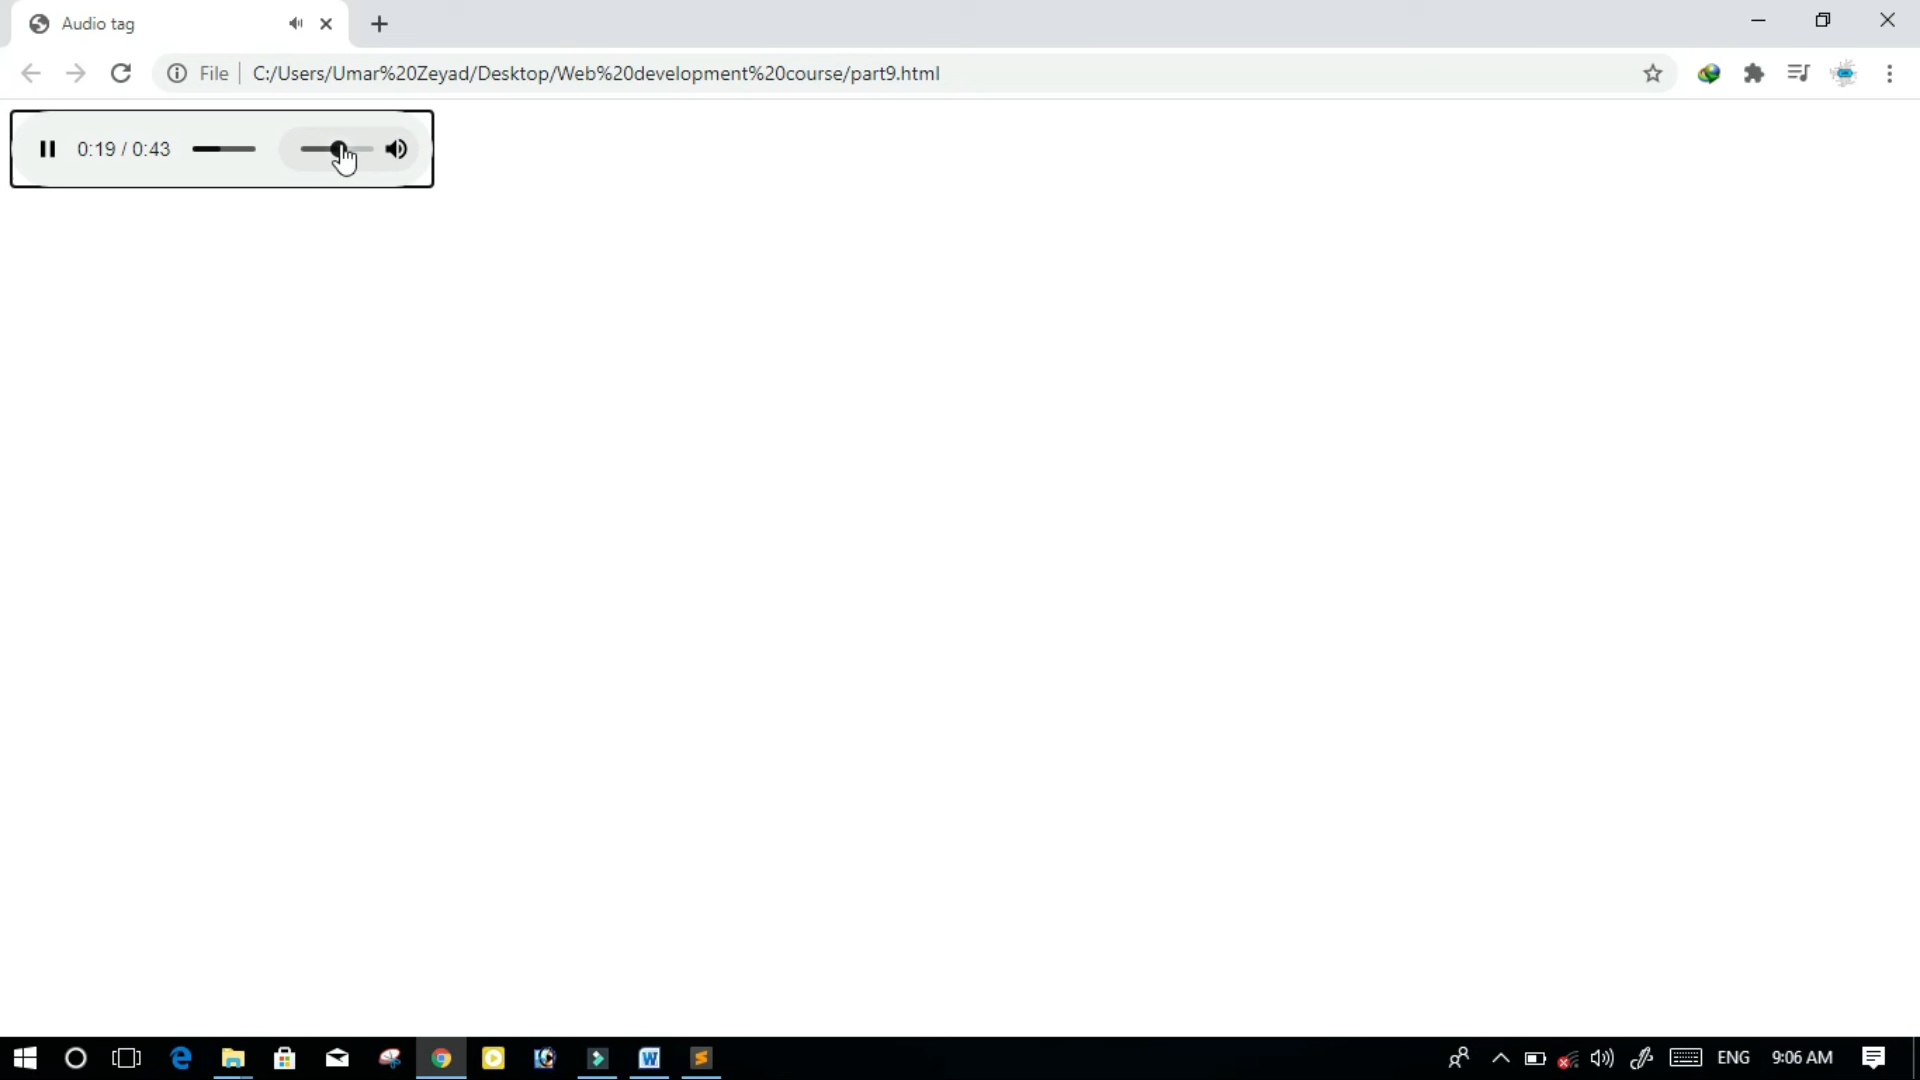 Audio tag
File
C:/Users/Umar%20Zeyad/Desktop/Web%20development%20course/part9.html
0:19 / 0:43
ENG
9:06 AM